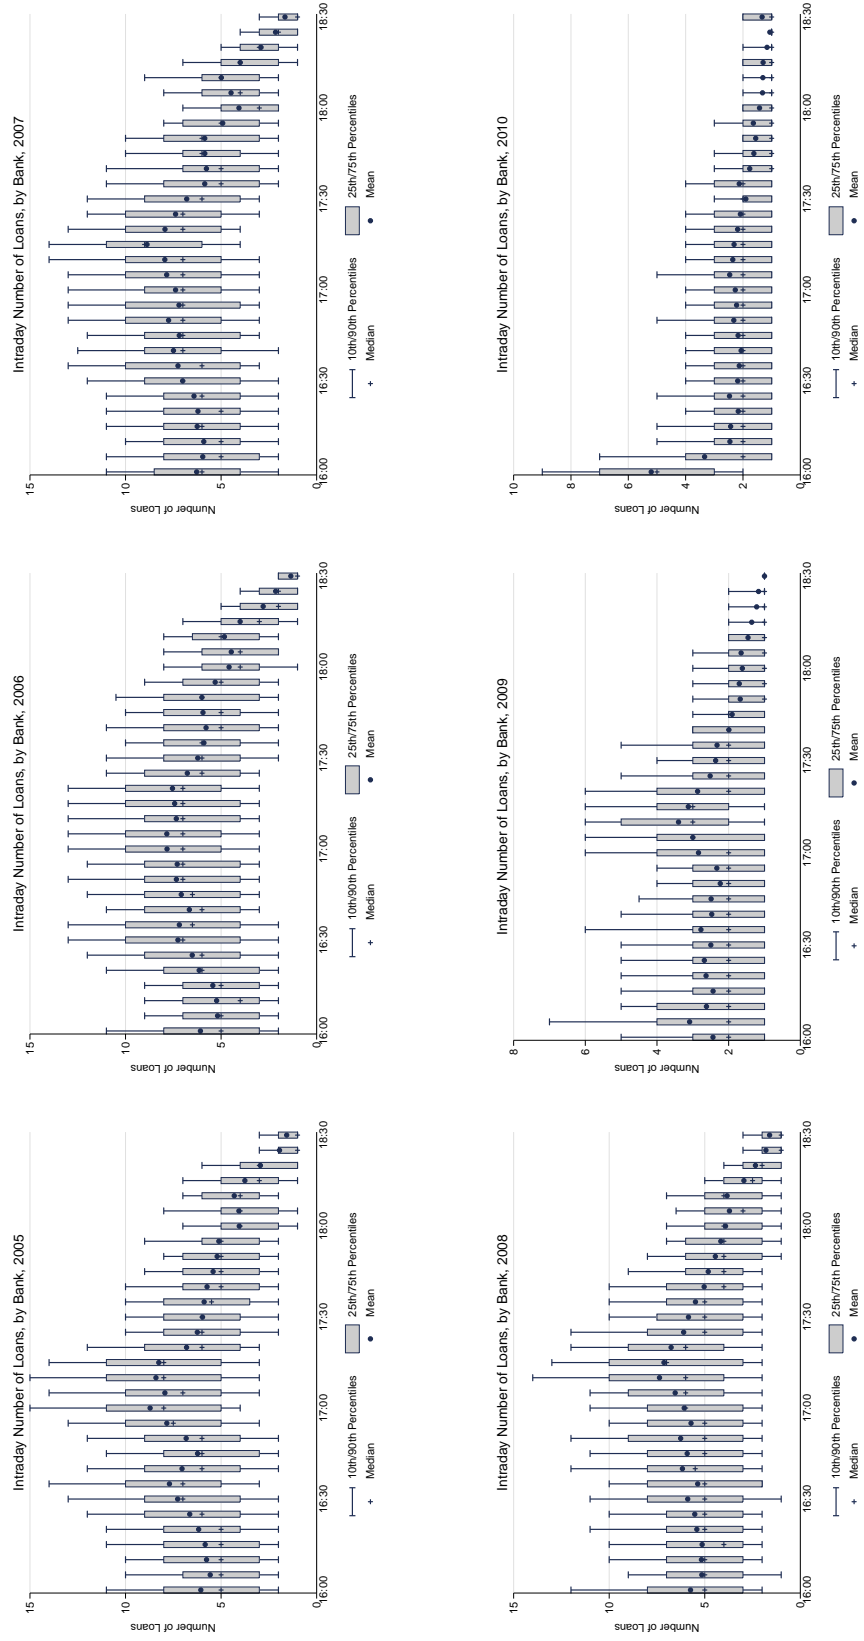 Intraday Number of Loans, by Bank, 2005
Number of Loans
15
10
5
0
16:00 16:30 17:00 17:30 18:00 18:30
10th/90th Percentiles 25th/75th Percentiles
Median Mean
Intraday Number of Loans, by Bank, 2006
Number of Loans
15
10
5
0
16:00 16:30 17:00 17:30 18:00 18:30
10th/90th Percentiles 25th/75th Percentiles
Median Mean
Intraday Number of Loans, by Bank, 2007
Number of Loans
15
10
5
0
16:00 16:30 17:00 17:30 18:00 18:30
10th/90th Percentiles 25th/75th Percentiles
Median Mean
Intraday Number of Loans, by Bank, 2008
Number of Loans
15
10
5
0
16:00 16:30 17:00 17:30 18:00 18:30
10th/90th Percentiles 25th/75th Percentiles
Median Mean
Intraday Number of Loans, by Bank, 2009
Number of Loans
8
6
4
2
0
16:00 16:30 17:00 17:30 18:00 18:30
10th/90th Percentiles 25th/75th Percentiles
Median Mean
Intraday Number of Loans, by Bank, 2010
Number of Loans
10
8
6
4
2
0
16:00 16:30 17:00 17:30 18:00 18:30
10th/90th Percentiles 25th/75th Percentiles
Median Mean